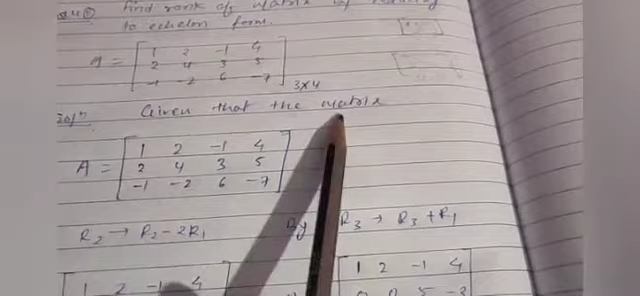 Find rank of matrix by reducing
to echelon form.
A = [ 1 2 -1 4
2 4 3 5
-1 -2 6 -7 ] 3×4
Soln Given that the matrix
A = [ 1 2 -1 4
2 4 3 5
-1 -2 6 -7 ]
R2 → R2 - 2R1 By R3 → R3 + R1
[ 1 2 -1 4 [ 1 2 -1 4
0 0 5 -3